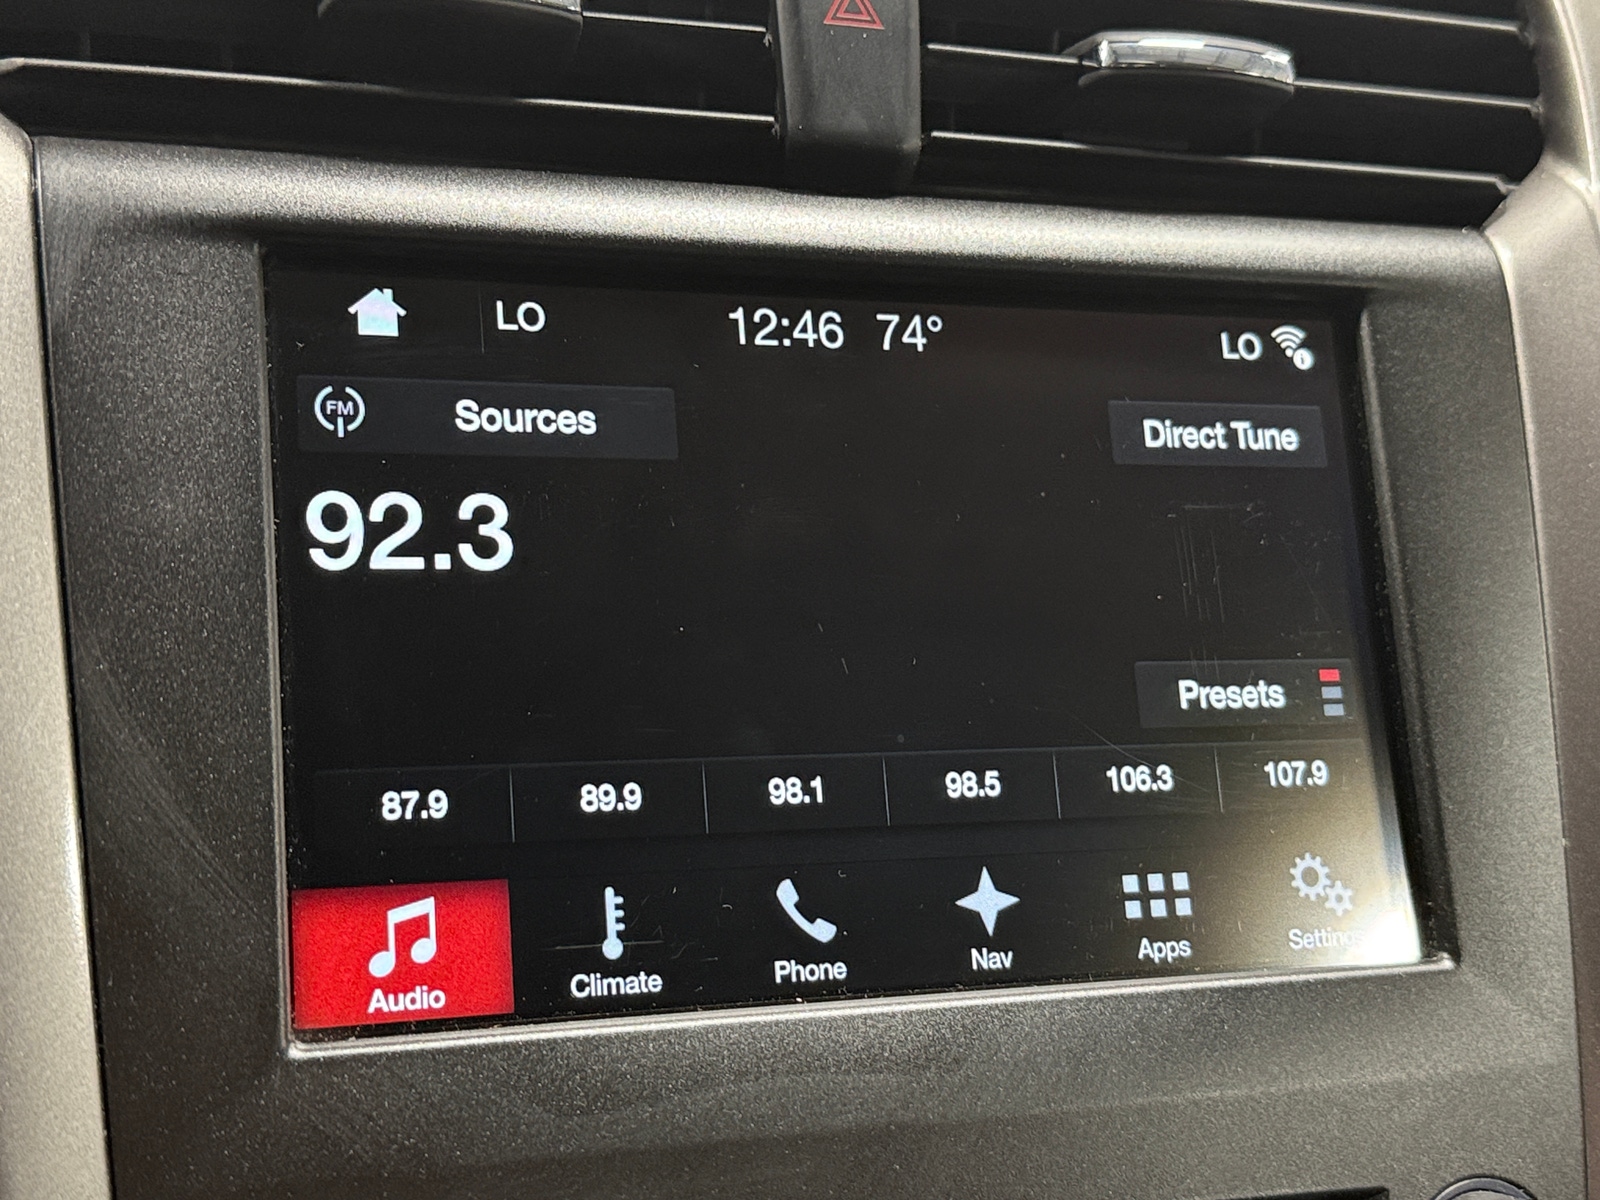 LO 12:46 74° LO
FM Sources Direct Tune
92.3
Presets
87.9 89.9 98.1 98.5 106.3 107.9
Audio Climate Phone Nav Apps Settings